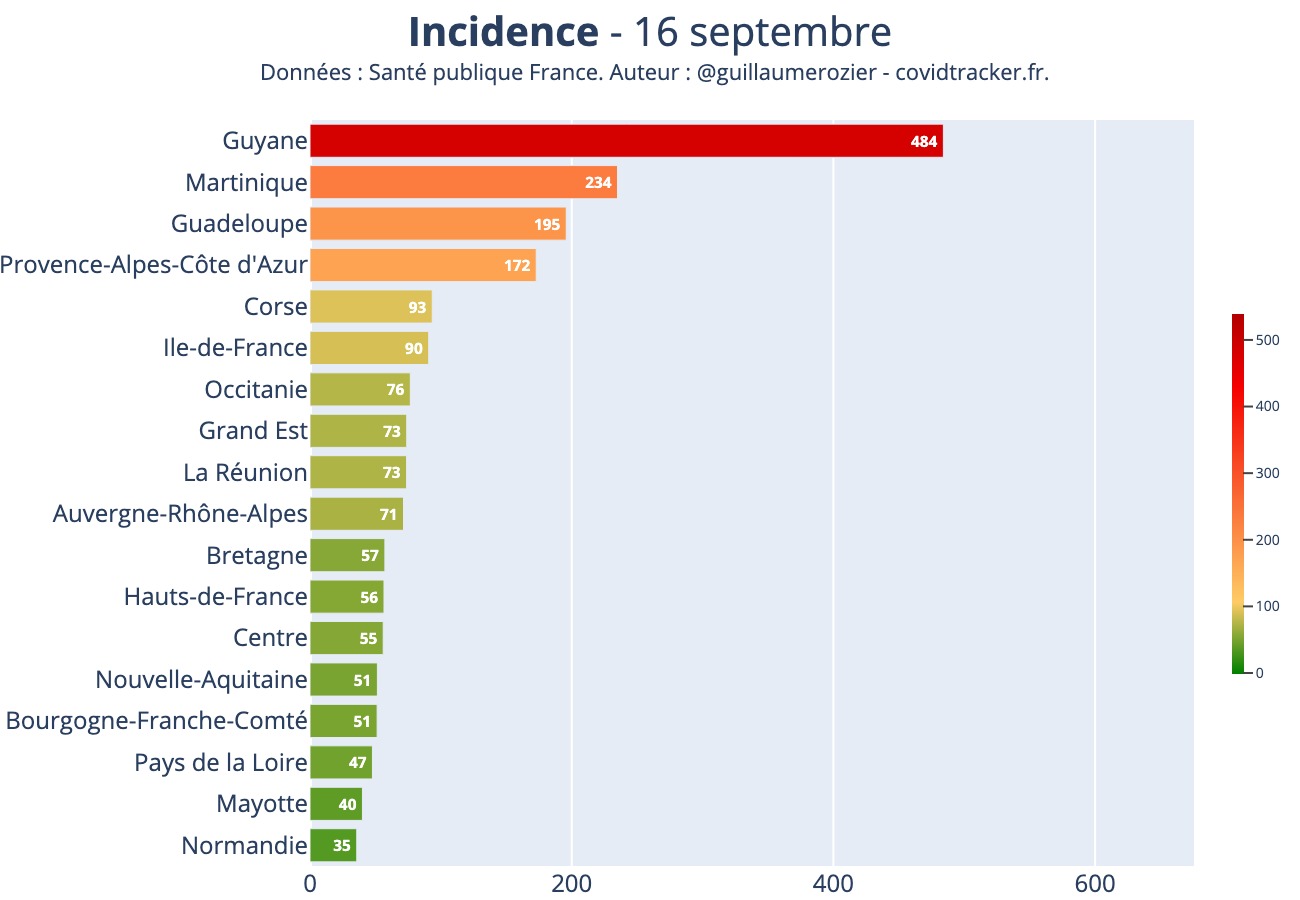 Incidence - 16 septembre
Données : Santé publique France. Auteur : @guillaumerozier - covidtracker.fr.
Guyane 484
Martinique 234
Guadeloupe 195
Provence-Alpes-Côte d'Azur 172
Corse 93
Ile-de-France 90
Occitanie 76
Grand Est 73
La Réunion 73
Auvergne-Rhône-Alpes 71
Bretagne 57
Hauts-de-France 56
Centre 55
Nouvelle-Aquitaine 51
Bourgogne-Franche-Comté 51
Pays de la Loire 47
Mayotte 40
Normandie 35
0 200 400 600
500
400
300
200
100
0